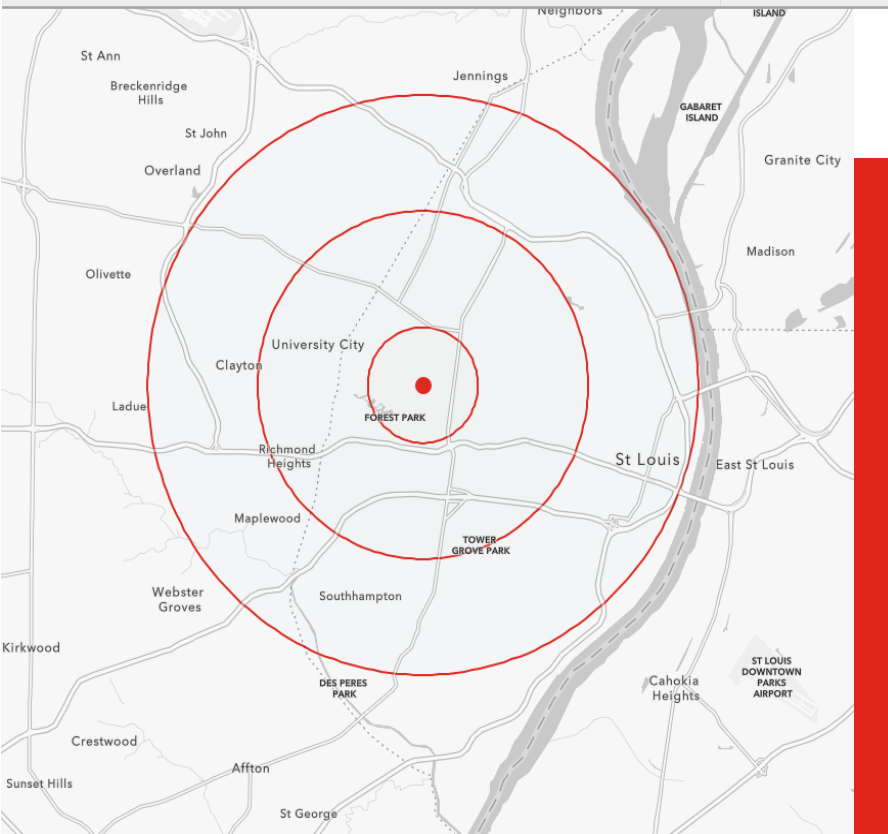 Neighbors
ISLAND
St Ann
Jennings
Breckenridge
Hills
GABARET
ISLAND
St John
Granite City
Overland
Madison
Olivette
University City
Clayton
Ladue
FOREST PARK
Richmond
Heights
St Louis
East St Louis
Maplewood
TOWER
GROVE PARK
Webster
Groves
Southhampton
Kirkwood
DES PERES
PARK
Cahokia
Heights
ST LOUIS
DOWNTOWN
PARKS
AIRPORT
Crestwood
Affton
Sunset Hills
St George